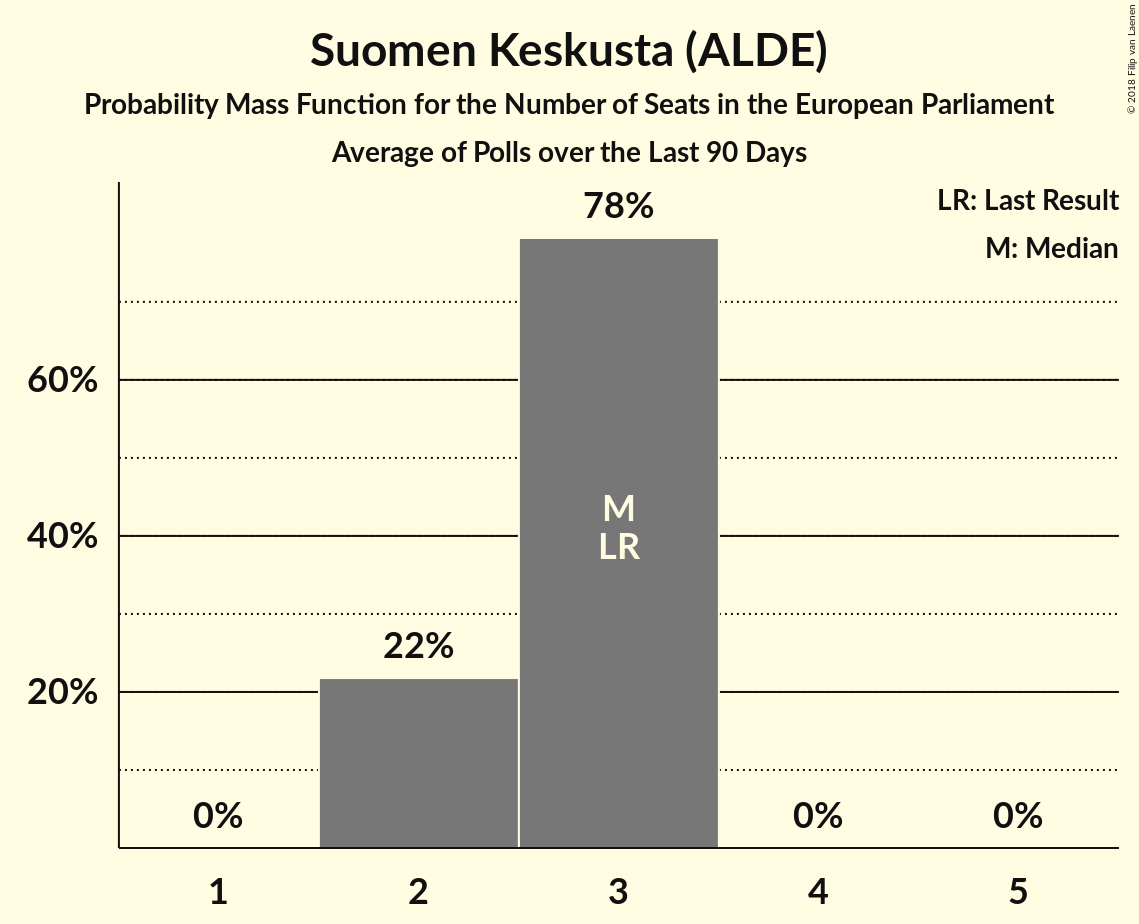 Suomen Keskusta (ALDE)
Probability Mass Function for the Number of Seats in the European Parliament
Average of Polls over the Last 90 Days
© 2018 Filip van Laenen
LR: Last Result
M: Median
78%
60%
M
40%
LR
22%
20%
0%
0%
0%
1
2
3
4
5